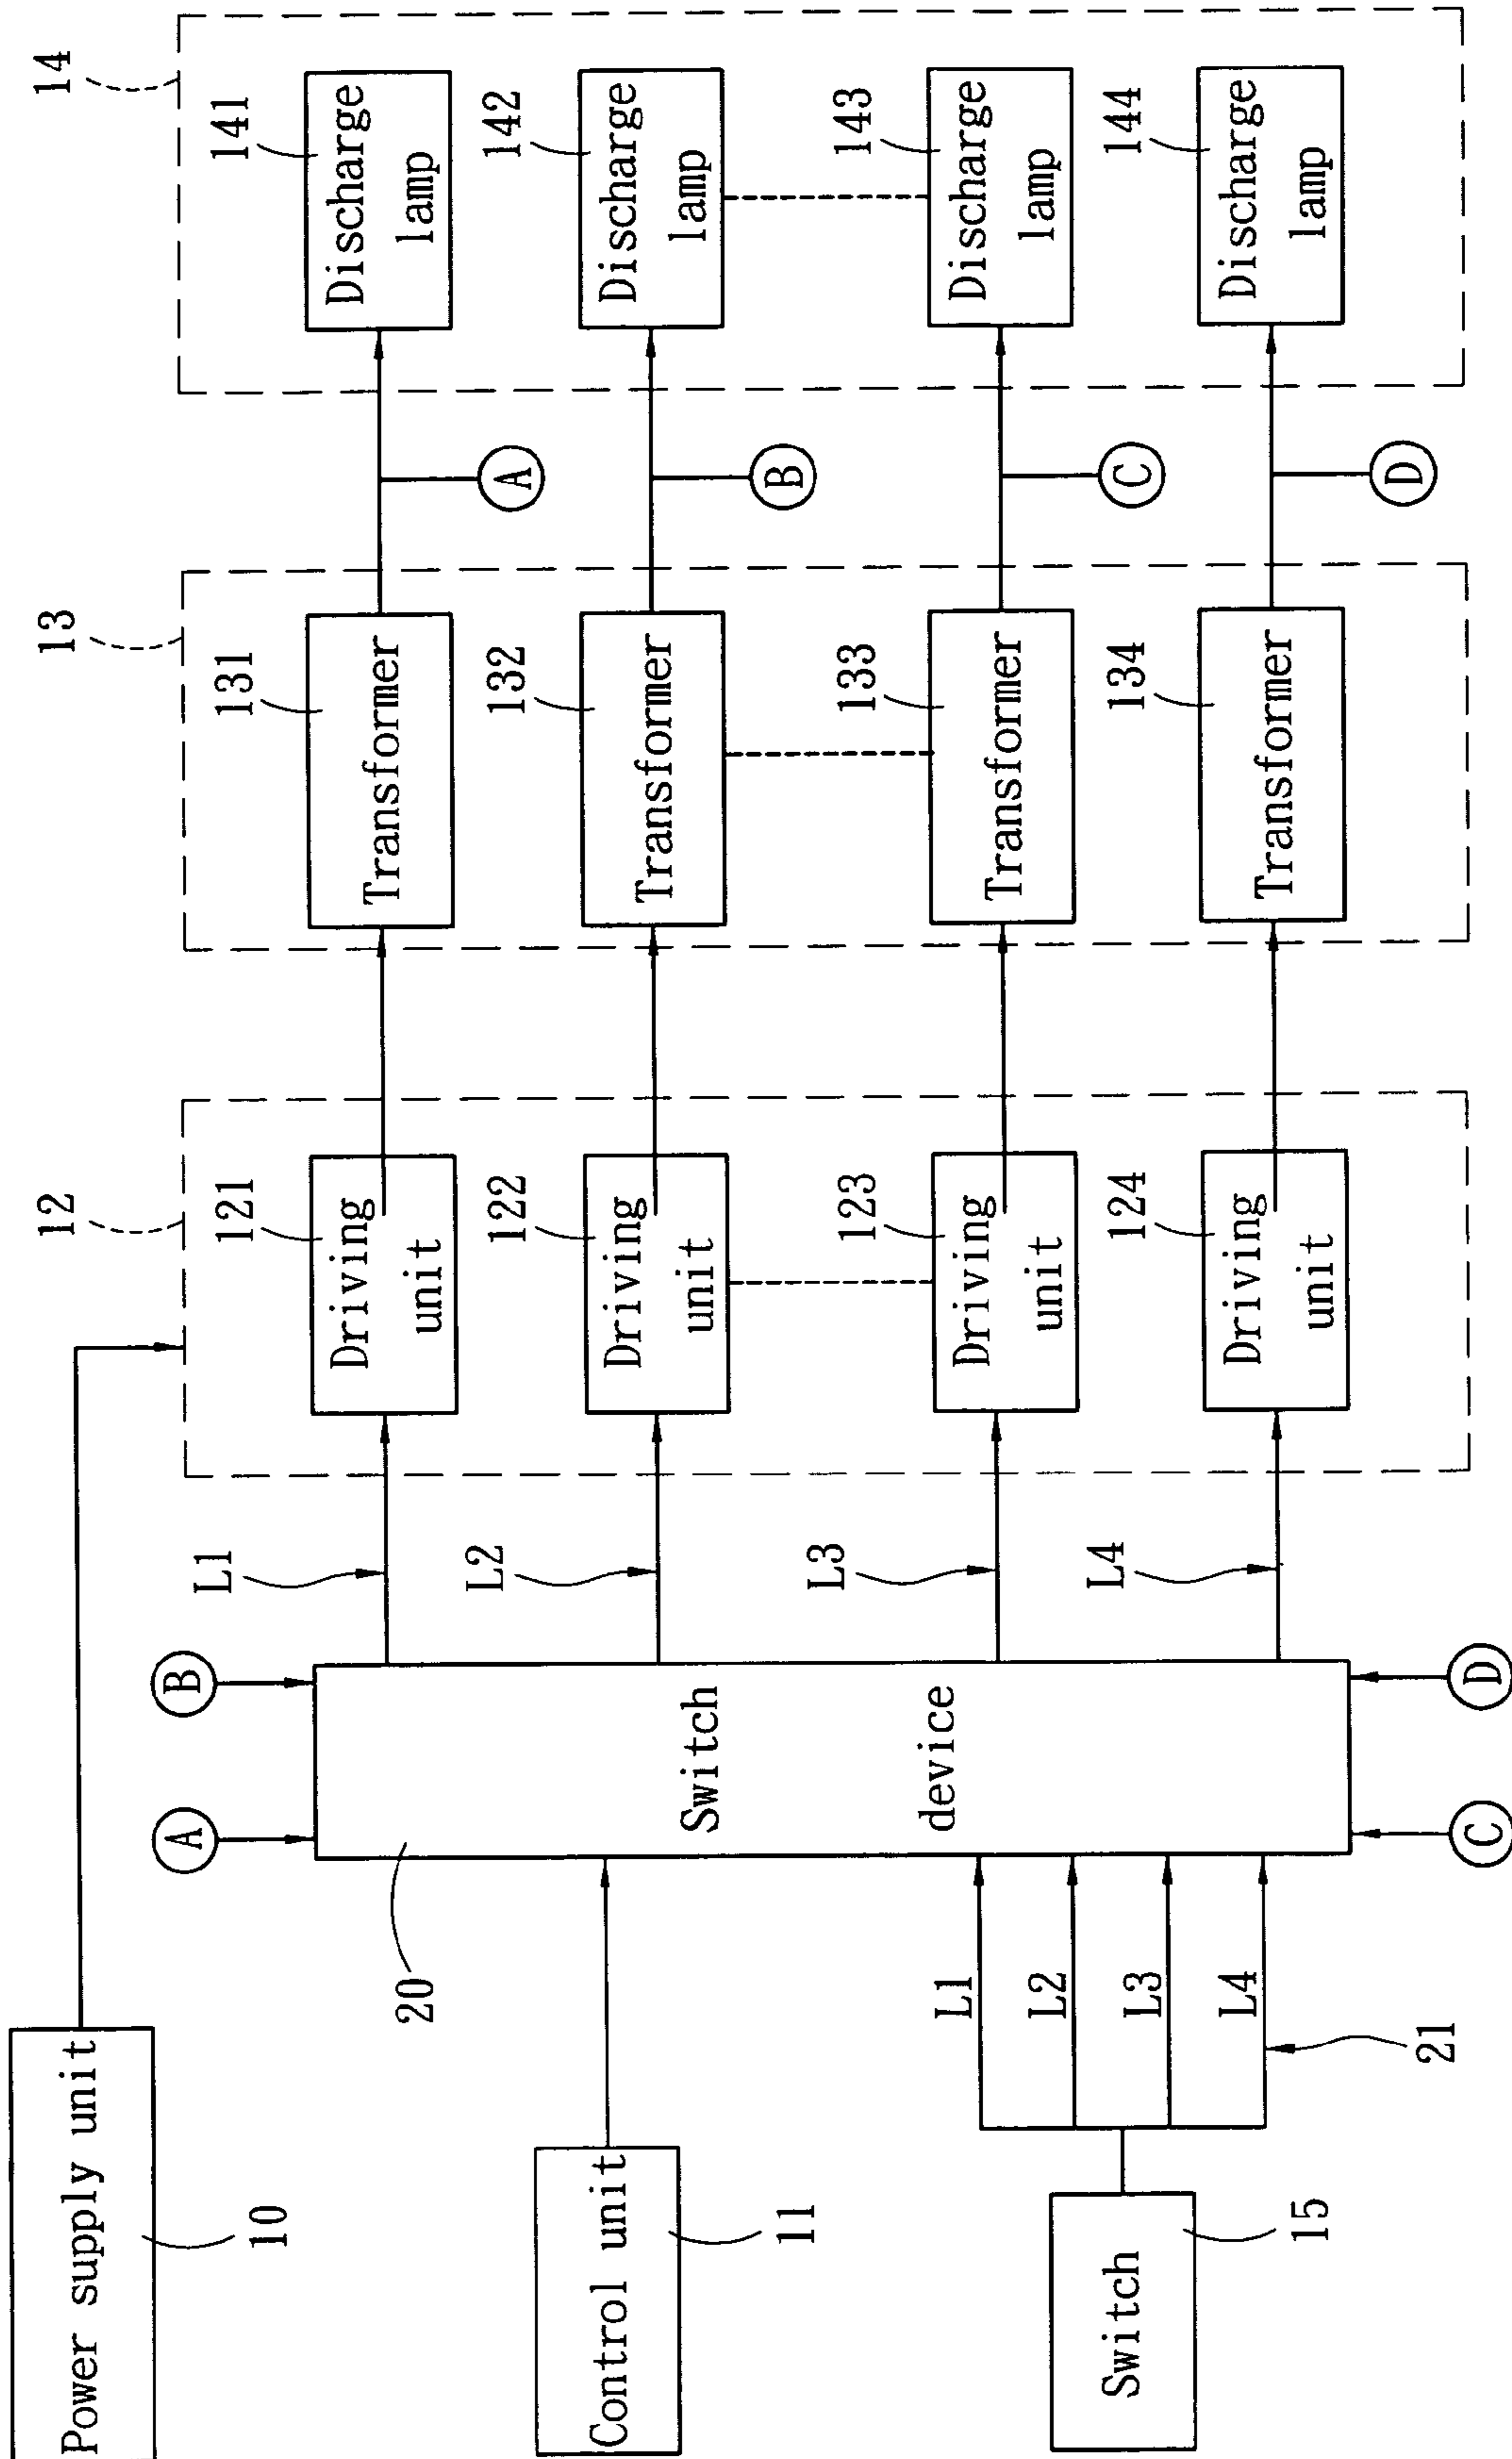 Power supply unit
10
Control unit
11
Switch
15
L1
L2
L3
L4
21
A
B
C
D
Switch
device
20
L1
L2
L3
L4
12
Driving
unit
121
Driving
unit
122
Driving
unit
123
Driving
unit
124
13
Transformer
131
Transformer
132
Transformer
133
Transformer
134
A
B
C
D
14
Discharge
lamp
141
Discharge
lamp
142
Discharge
lamp
143
Discharge
lamp
144